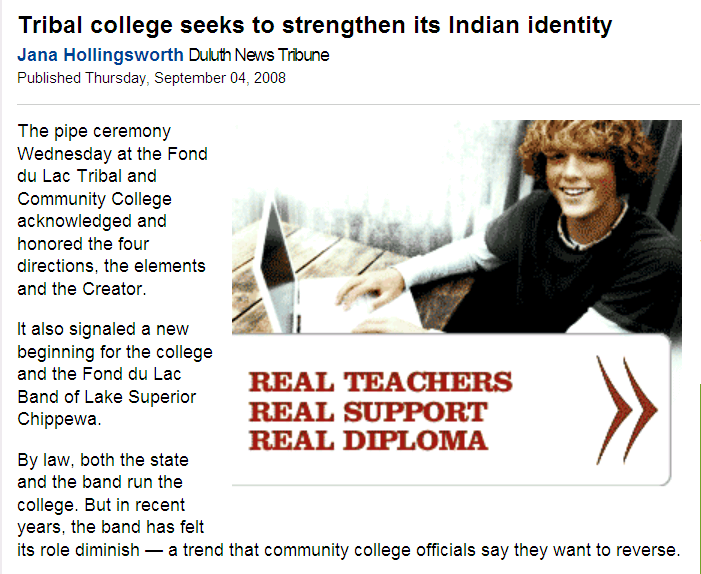 Tribal college seeks to strengthen its Indian identity
Jana Hollingsworth Duluth News Tribune
Published Thursday, September 04, 2008
The pipe ceremony
Wednesday at the Fond
du Lac Tribal and
Community College
acknowledged and
honored the four
directions, the elements
and the Creator.
It also signaled a new
beginning for the college
and the Fond du Lac
Band of Lake Superior
Chippewa.
By law, both the state
and the band run the
college. But in recent
years, the band has felt
its role diminish — a trend that community college officials say they want to reverse.
REAL TEACHERS
REAL SUPPORT
REAL DIPLOMA